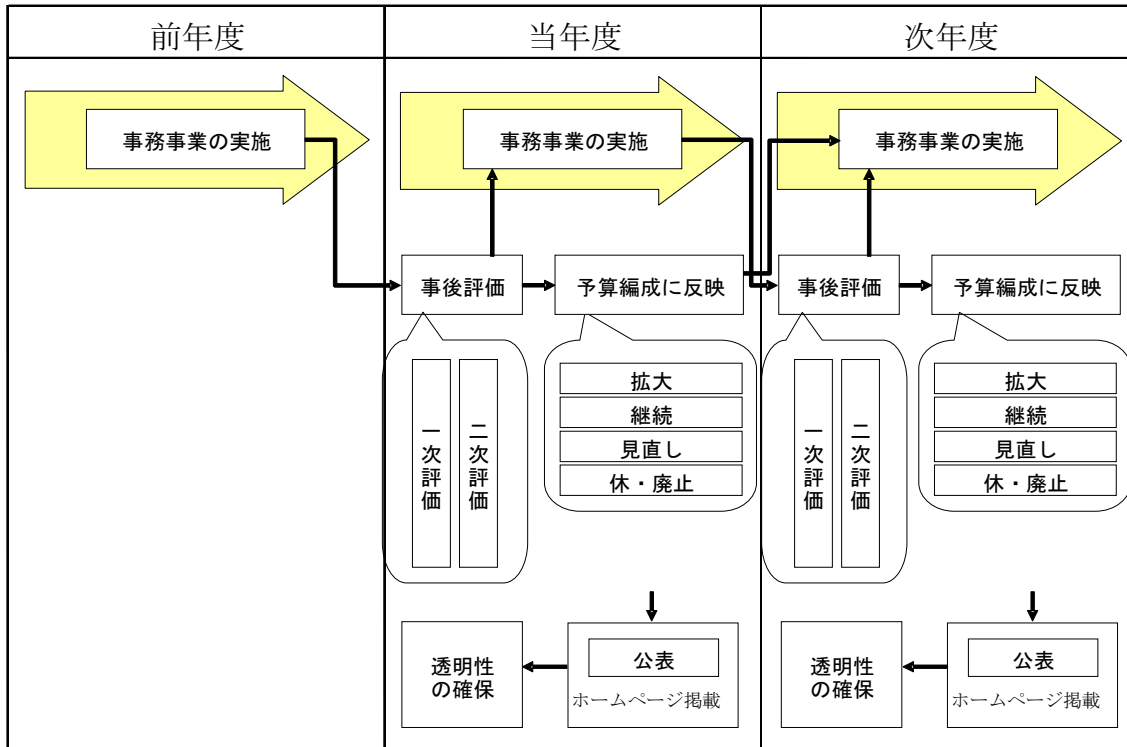 前年度
当年度
次年度
事務事業の実施
事務事業の実施
事務事業の実施
事後評価
予算編成に反映
事後評価
予算編成に反映
一次評価
二次評価
拡大
継続
見直し
休・廃止
一次評価
二次評価
拡大
継続
見直し
休・廃止
透明性
の確保
公表
ホームページ掲載
透明性
の確保
公表
ホームページ掲載